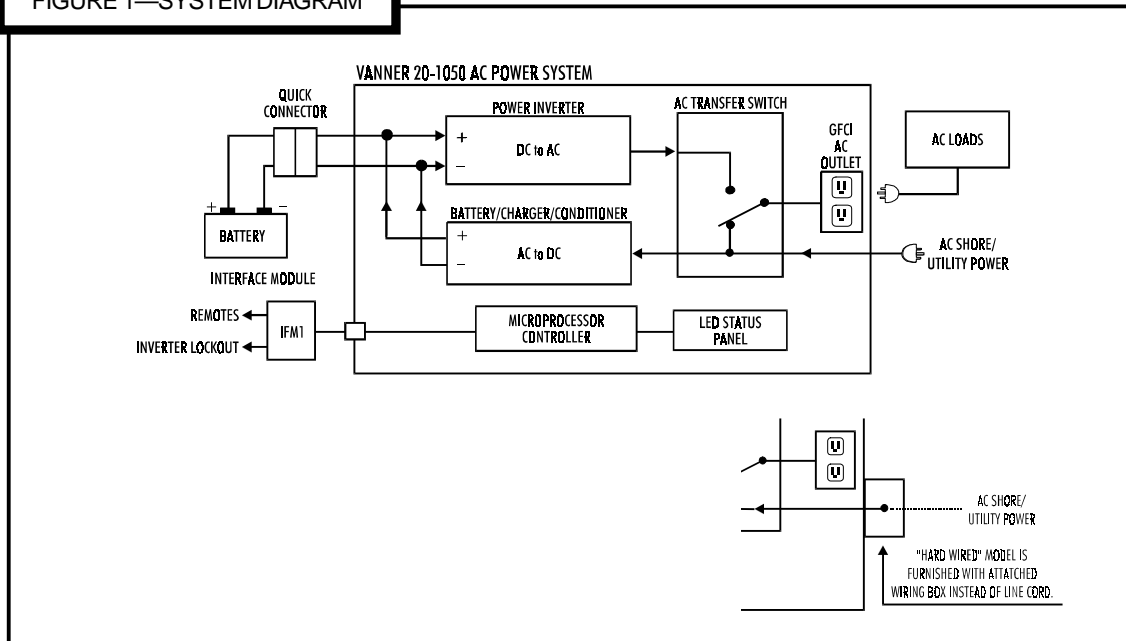 FIGURE 1—SYSTEM DIAGRAM
VANNER 20-1050 AC POWER SYSTEM
QUICK
CONNECTOR
POWER INVERTER
AC TRANSFER SWITCH
GFCI
AC
OUTLET
AC LOADS
+
−
DC to AC
+
−
BATTERY
BATTERY/CHARGER/CONDITIONER
+
−
AC to DC
AC SHORE/
UTILITY POWER
INTERFACE MODULE
REMOTES
IFM1
INVERTER LOCKOUT
MICROPROCESSOR
CONTROLLER
LED STATUS
PANEL
AC SHORE/
UTILITY POWER
"HARD WIRED" MODEL IS
FURNISHED WITH ATTATCHED
WIRING BOX INSTEAD OF LINE CORD.